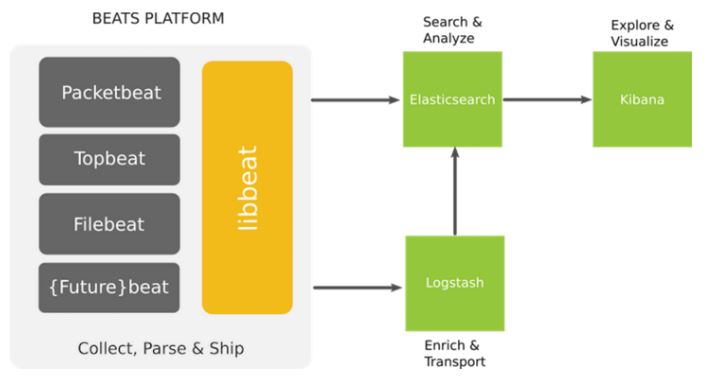 BEATS PLATFORM
Packetbeat
Topbeat
Filebeat
{Future}beat
libbeat
Collect, Parse & Ship
Search &
Analyze
Elasticsearch
Explore &
Visualize
Kibana
Logstash
Enrich &
Transport